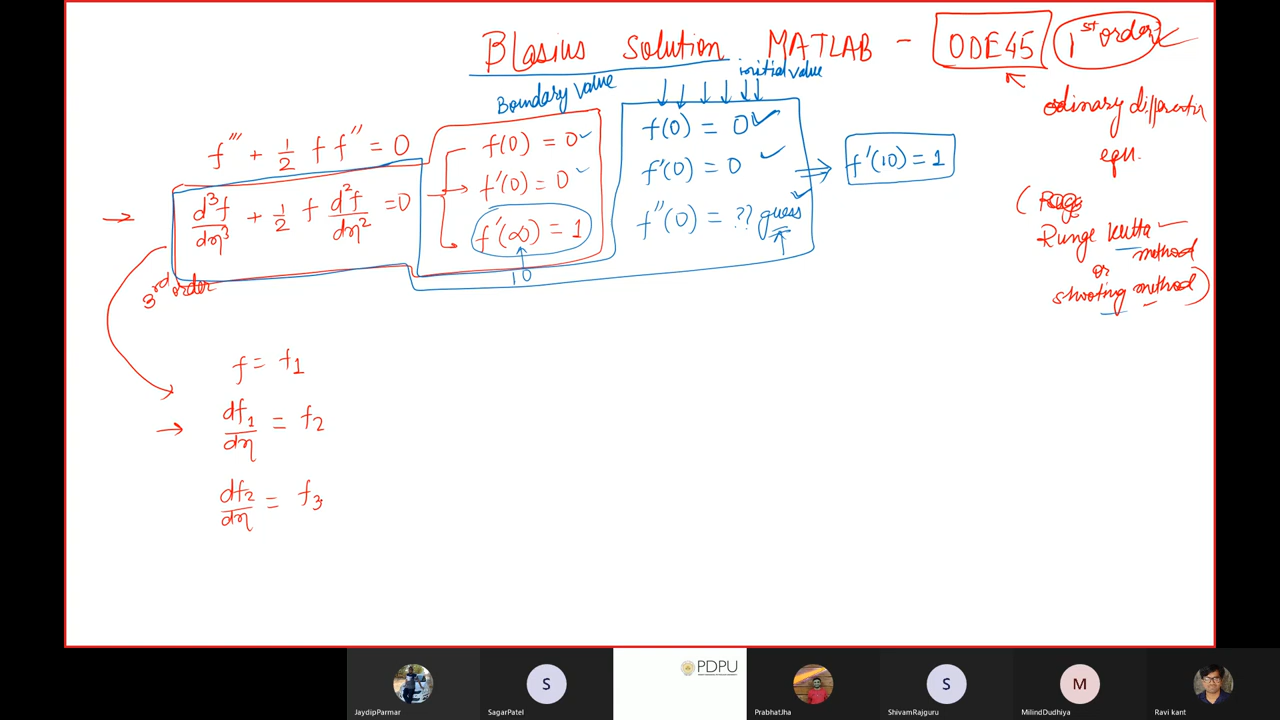 Blasius Solution MATLAB - ODE45 1st order
Boundary value
initial value
ordinary differential
eqn.
(
Runge kutta
method
or
shooting method)
f''' + 1/2 f f'' = 0
d³f/dη³ + 1/2 f d²f/dη² = 0
3rd order
f(0) = 0
f'(0) = 0
f'(∞) = 1
10
f(0) = 0
f'(0) = 0
f''(0) = ?? guess
f'(10) = 1
f = f₁
df₁/dη = f₂
df₂/dη = f₃
JaydipParmar
S
SagarPatel
PDPU
PrabhatJha
S
ShivamRajguru
M
MilindDudhiya
Ravi kant